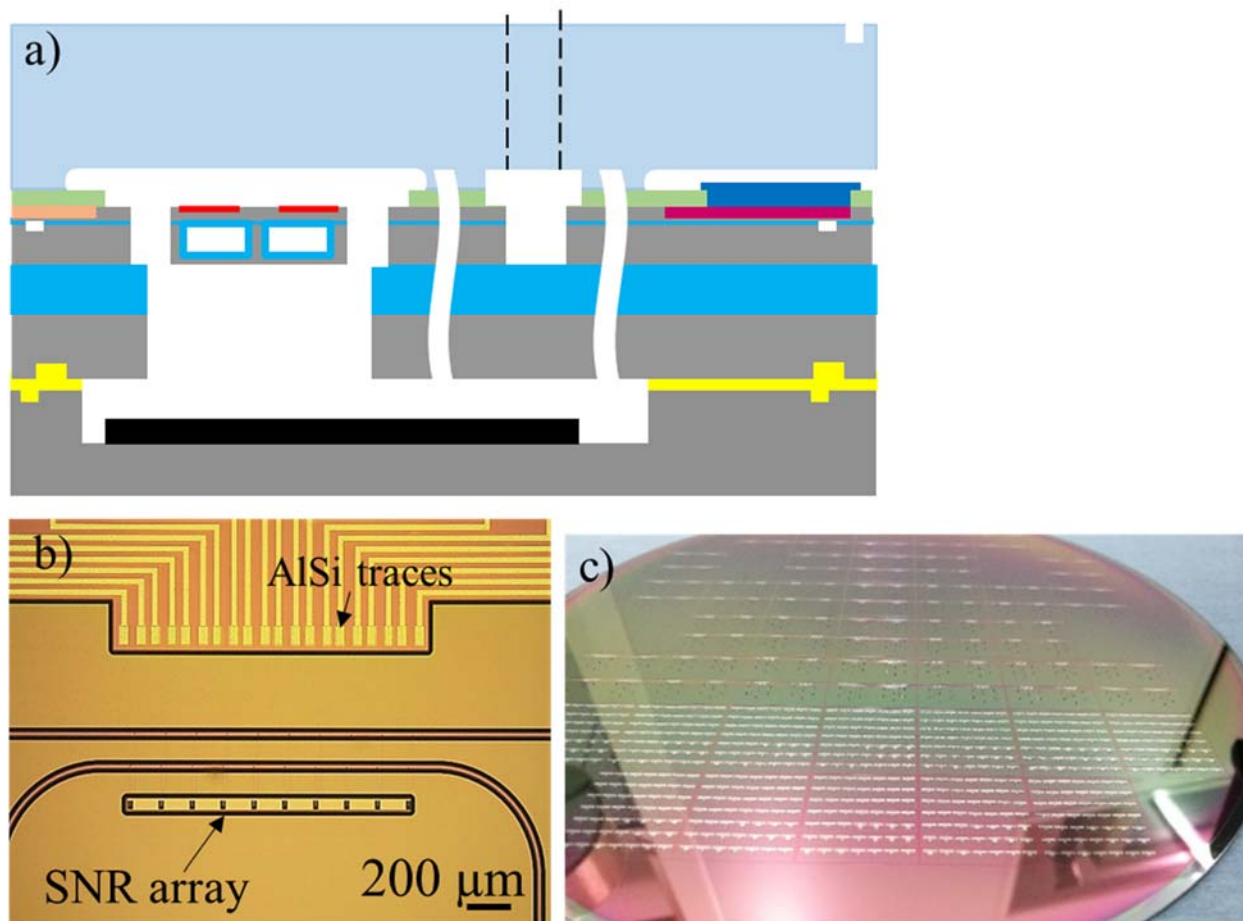 a)
b)
AlSi traces
SNR array
200 μm
c)